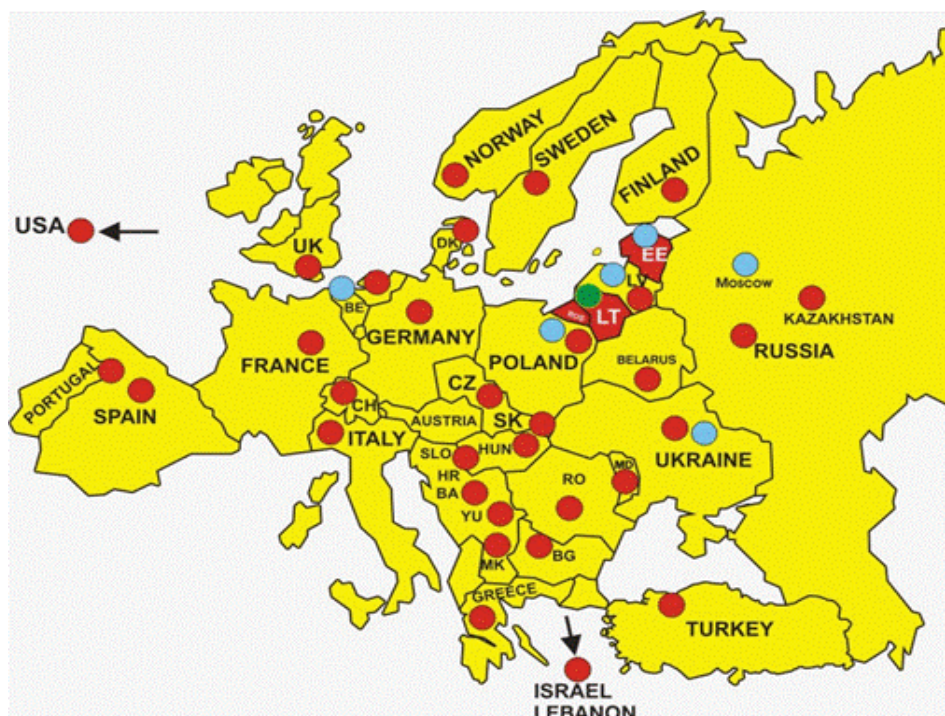 NORWAY
SWEDEN
FINLAND
USA
DK
UK
EE
LV
Moscow
BE
LT
KAZAKHSTAN
GERMANY
RUSSIA
FRANCE
POLAND
BELARUS
PORTUGAL
CZ
SPAIN
CH
AUSTRIA
SK
ITALY
HUN
UKRAINE
SLO
MD
HR
RO
BA
YU
BG
MK
GREECE
TURKEY
ISRAEL
LEBANON